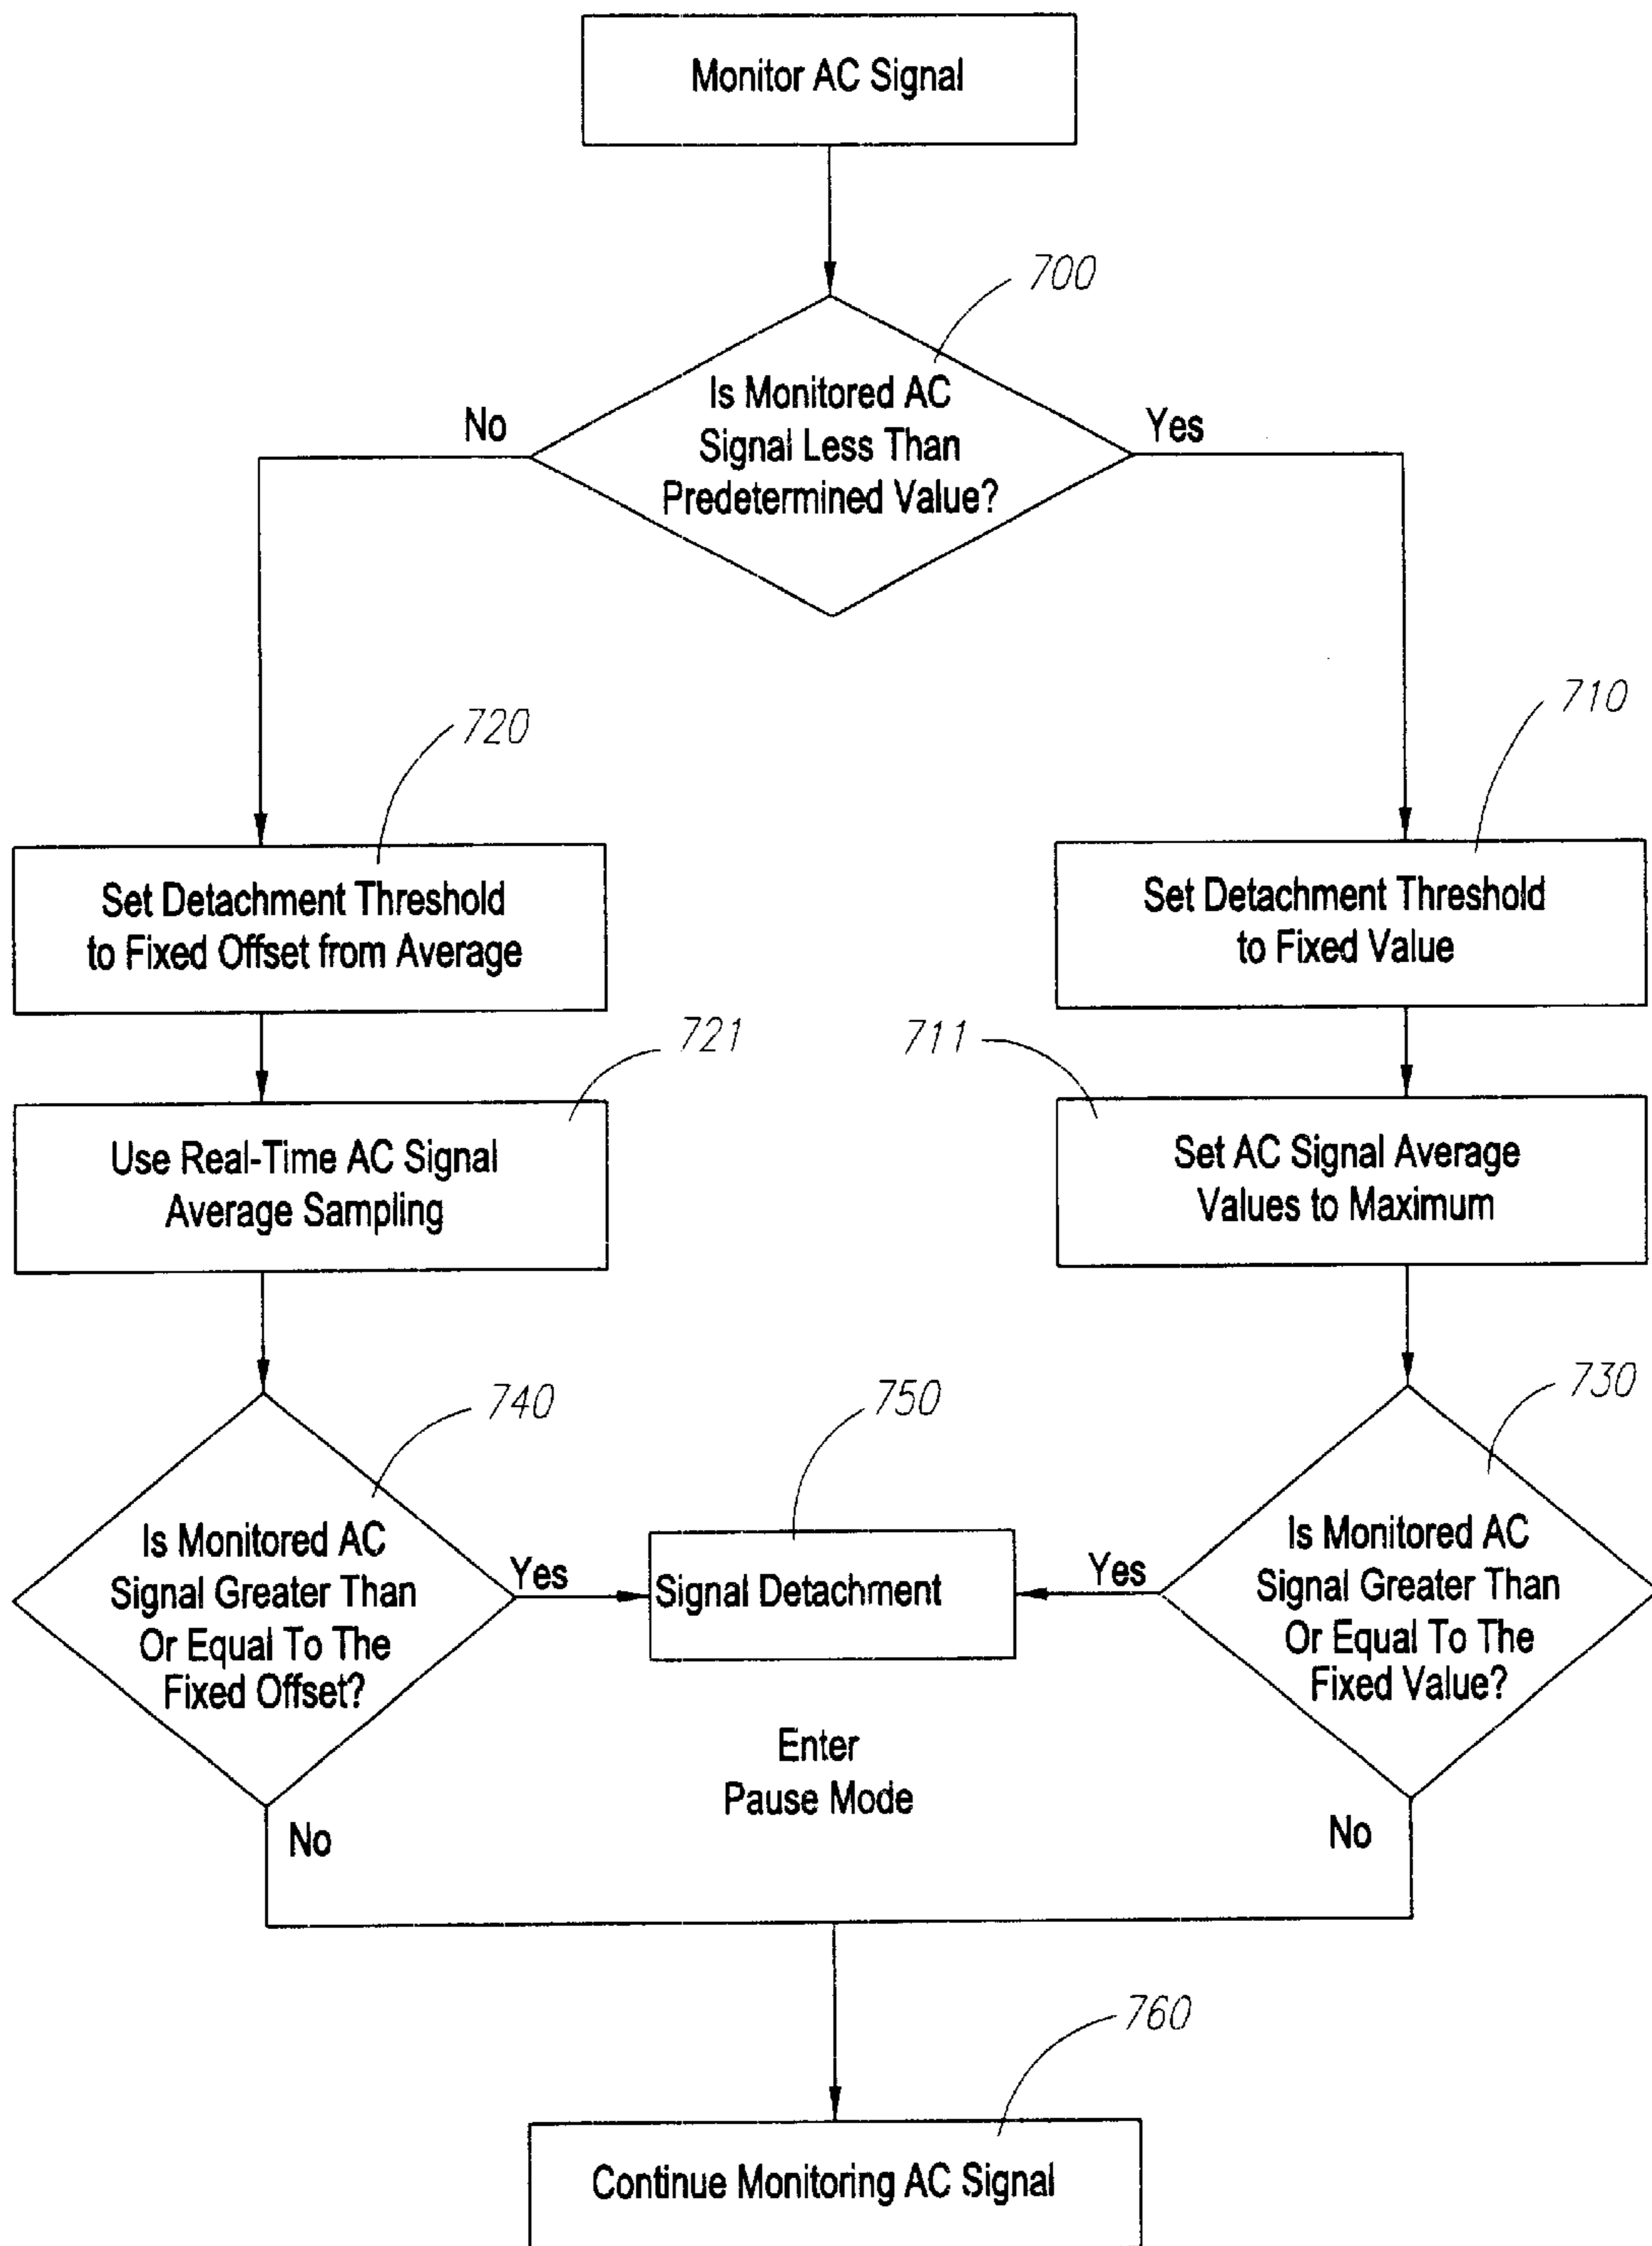 Monitor AC Signal
700
Is Monitored AC
Signal Less Than
Predetermined Value?
No
Yes
720
710
Set Detachment Threshold
to Fixed Offset from Average
Set Detachment Threshold
to Fixed Value
721
711
Use Real-Time AC Signal
Average Sampling
Set AC Signal Average
Values to Maximum
740
750
730
Is Monitored AC
Signal Greater Than
Or Equal To The
Fixed Offset?
Yes
Signal Detachment
Yes
Is Monitored AC
Signal Greater Than
Or Equal To The
Fixed Value?
Enter
Pause Mode
No
No
760
Continue Monitoring AC Signal